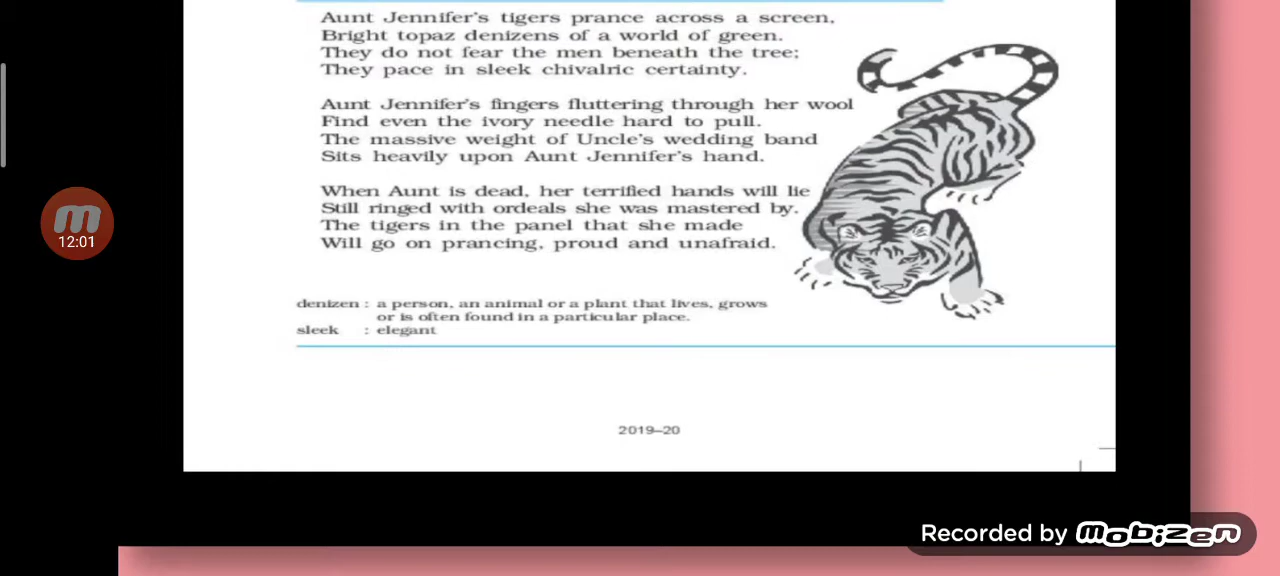 Aunt Jennifer's tigers prance across a screen,
Bright topaz denizens of a world of green.
They do not fear the men beneath the tree;
They pace in sleek chivalric certainty.
Aunt Jennifer's fingers fluttering through her wool
Find even the ivory needle hard to pull.
The massive weight of Uncle's wedding band
Sits heavily upon Aunt Jennifer's hand.
When Aunt is dead, her terrified hands will lie
Still ringed with ordeals she was mastered by.
The tigers in the panel that she made
Will go on prancing, proud and unafraid.
denizen : a person, an animal or a plant that lives, grows
or is often found in a particular place.
sleek : elegant
2019–20
m
12:01
Recorded by mobizen